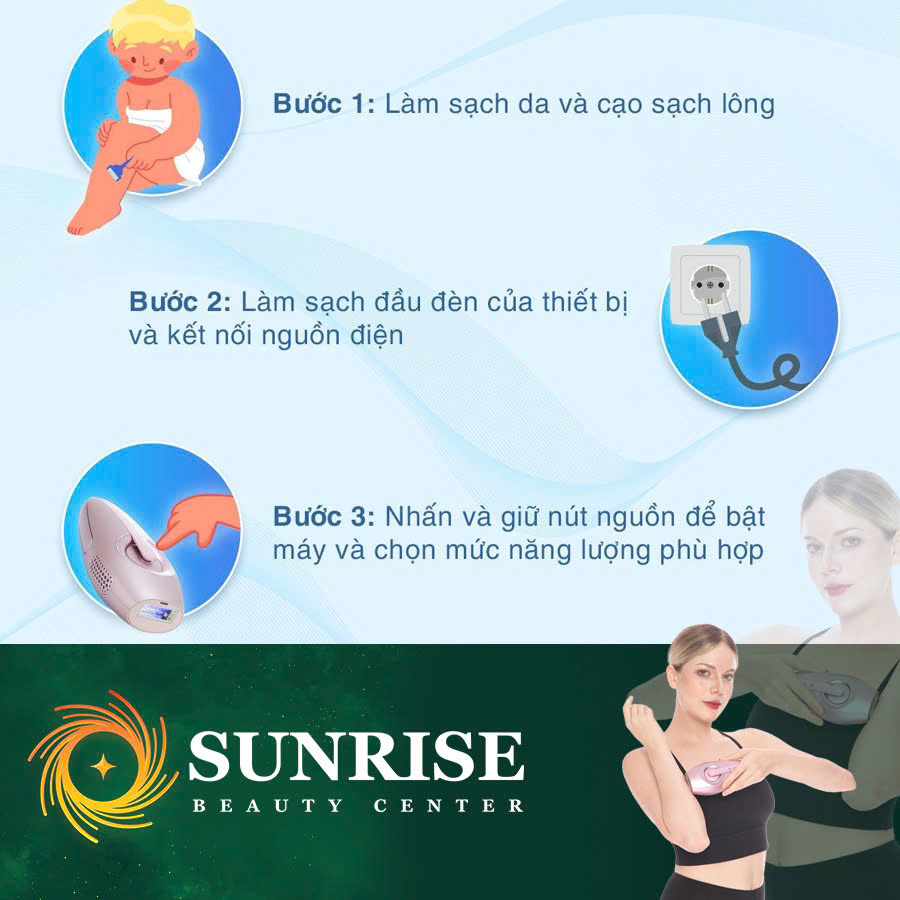 Bước 1: Làm sạch da và cạo sạch lông
Bước 2: Làm sạch đầu đèn của thiết bị
và kết nối nguồn điện
Bước 3: Nhấn và giữ nút nguồn để bật
máy và chọn mức năng lượng phù hợp
SUNRISE
BEAUTY CENTER